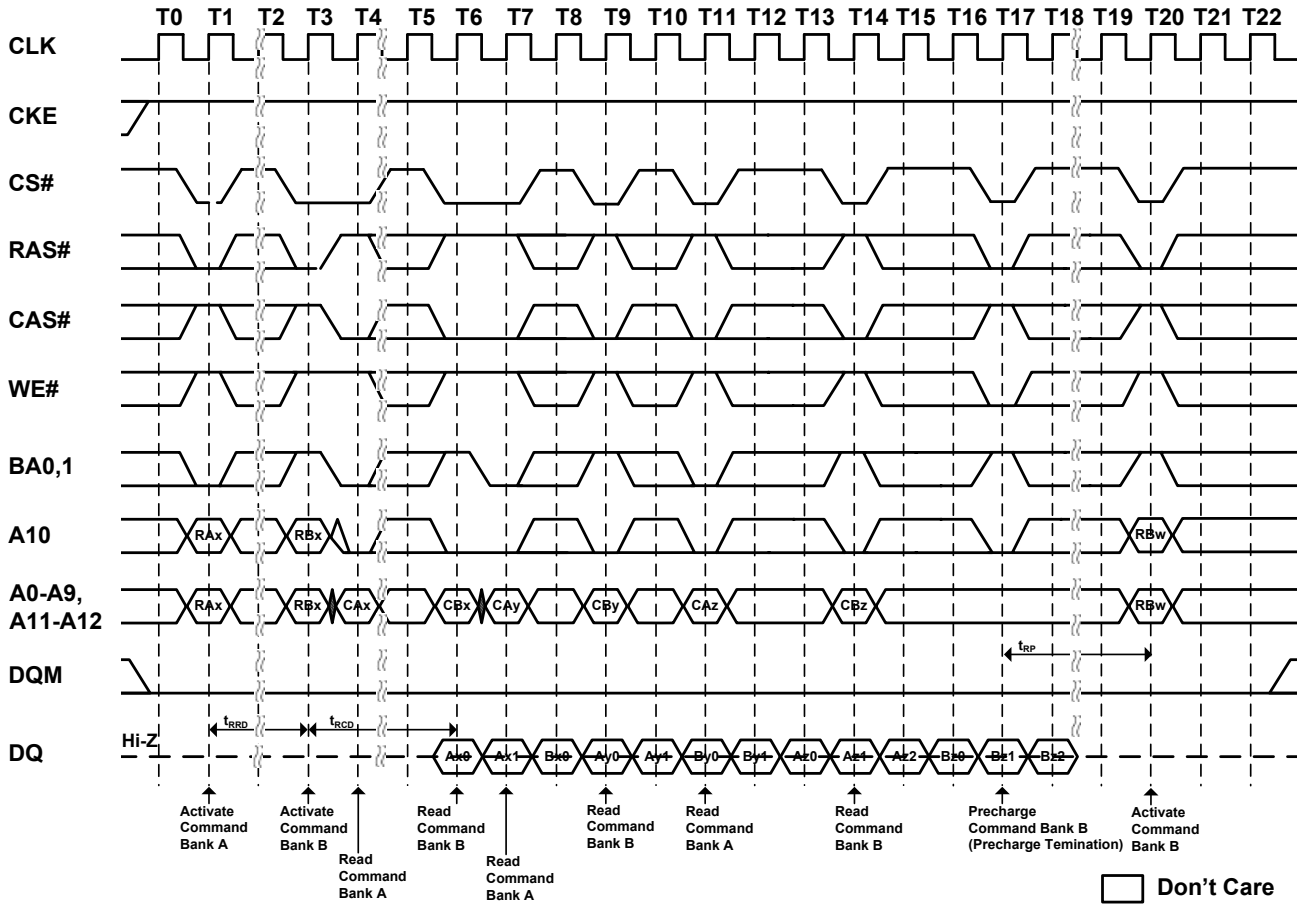 T0 T1 T2 T3 T4 T5 T6 T7 T8 T9 T10 T11 T12 T13 T14 T15 T16 T17 T18 T19 T20 T21 T22
CLK
CKE
CS#
RAS#
CAS#
WE#
BA0,1
A10
RAx RBx RBw
A0-A9,
A11-A12
RAx RBx CAx CBx CAy CBy CAz CBz RBw
tRP
DQM
tRRD tRCD
Hi-Z
DQ
Ax0 Ax1 Bx0 Ay0 Ay1 By0 By1 Az0 Az1 Az2 Bz0 Bz1 Bz2
Activate
Command
Bank A
Activate
Command
Bank B
Read
Command
Bank A
Read
Command
Bank B
Read
Command
Bank A
Read
Command
Bank B
Read
Command
Bank A
Read
Command
Bank B
Precharge
Command Bank B
(Precharge Temination)
Activate
Command
Bank B
Don't Care